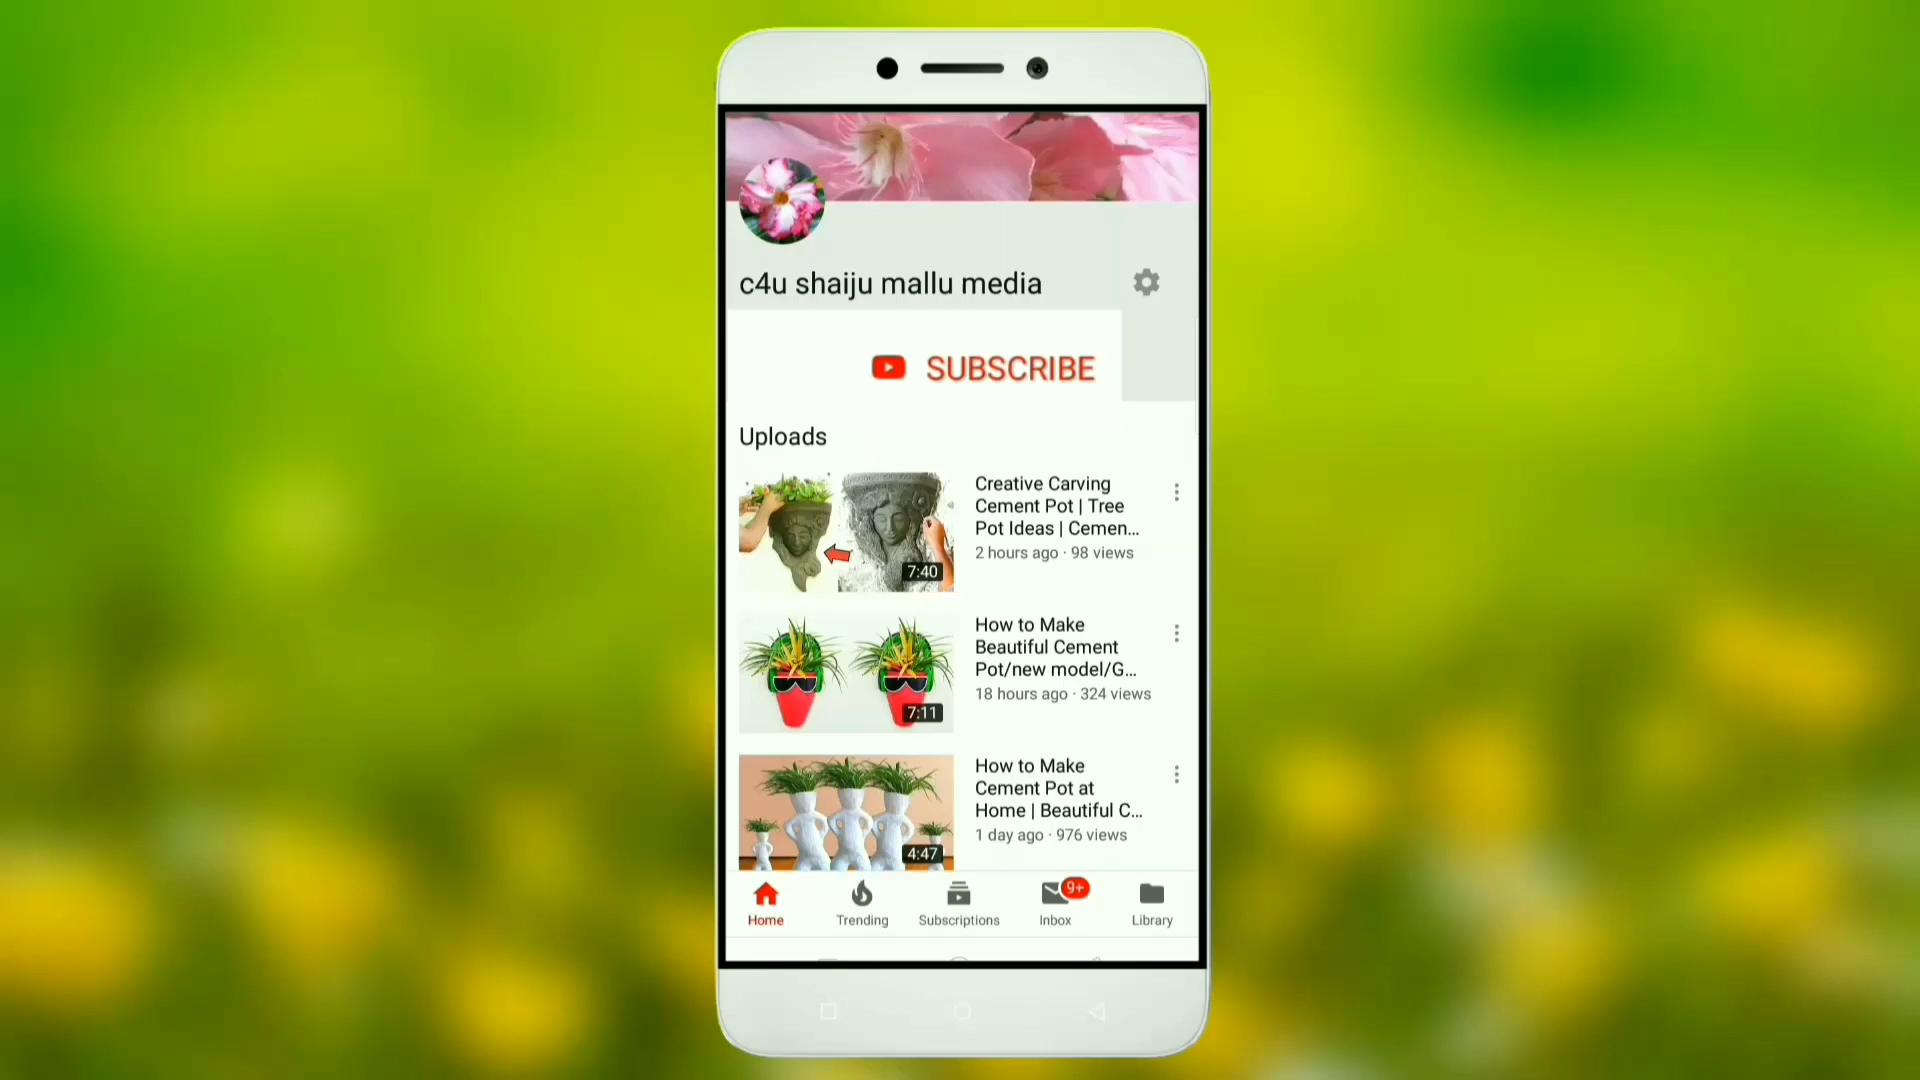 c4u shaiju mallu media
SUBSCRIBE
Uploads
Creative Carving
Cement Pot | Tree
Pot Ideas | Cemen...
2 hours ago · 98 views
7:40
How to Make
Beautiful Cement
Pot/new model/G...
18 hours ago · 324 views
7:11
How to Make
Cement Pot at
Home | Beautiful C...
1 day ago · 976 views
4:47
9+
Home
Trending
Subscriptions
Inbox
Library